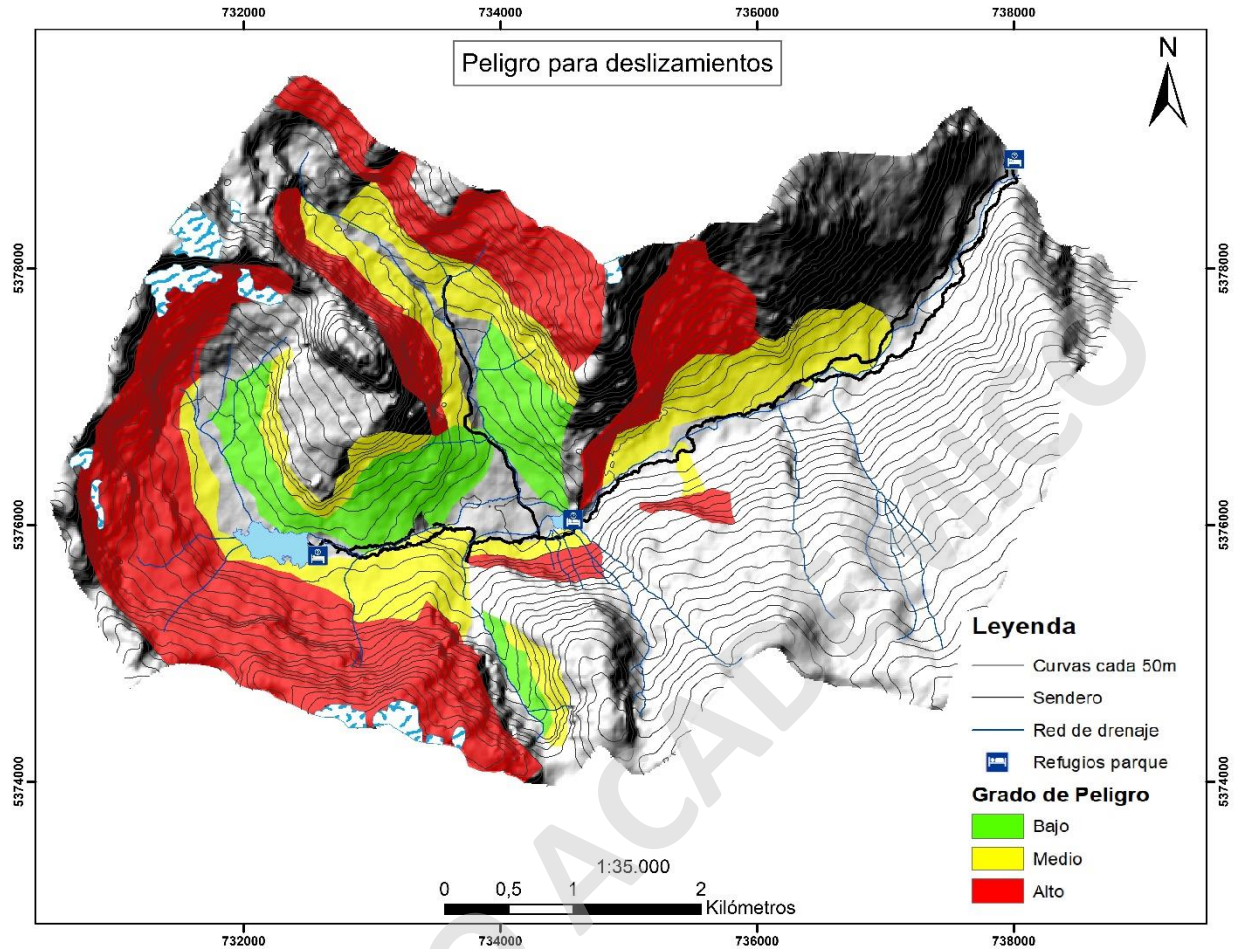 732000 734000 736000 738000
Peligro para deslizamientos
N
5378000 5378000
5376000 5376000
5374000 5374000
Leyenda
Curvas cada 50m
Sendero
Red de drenaje
Refugios parque
Grado de Peligro
Bajo
Medio
Alto
1:35.000
0 0,5 1 2
Kilómetros
732000 734000 736000 738000